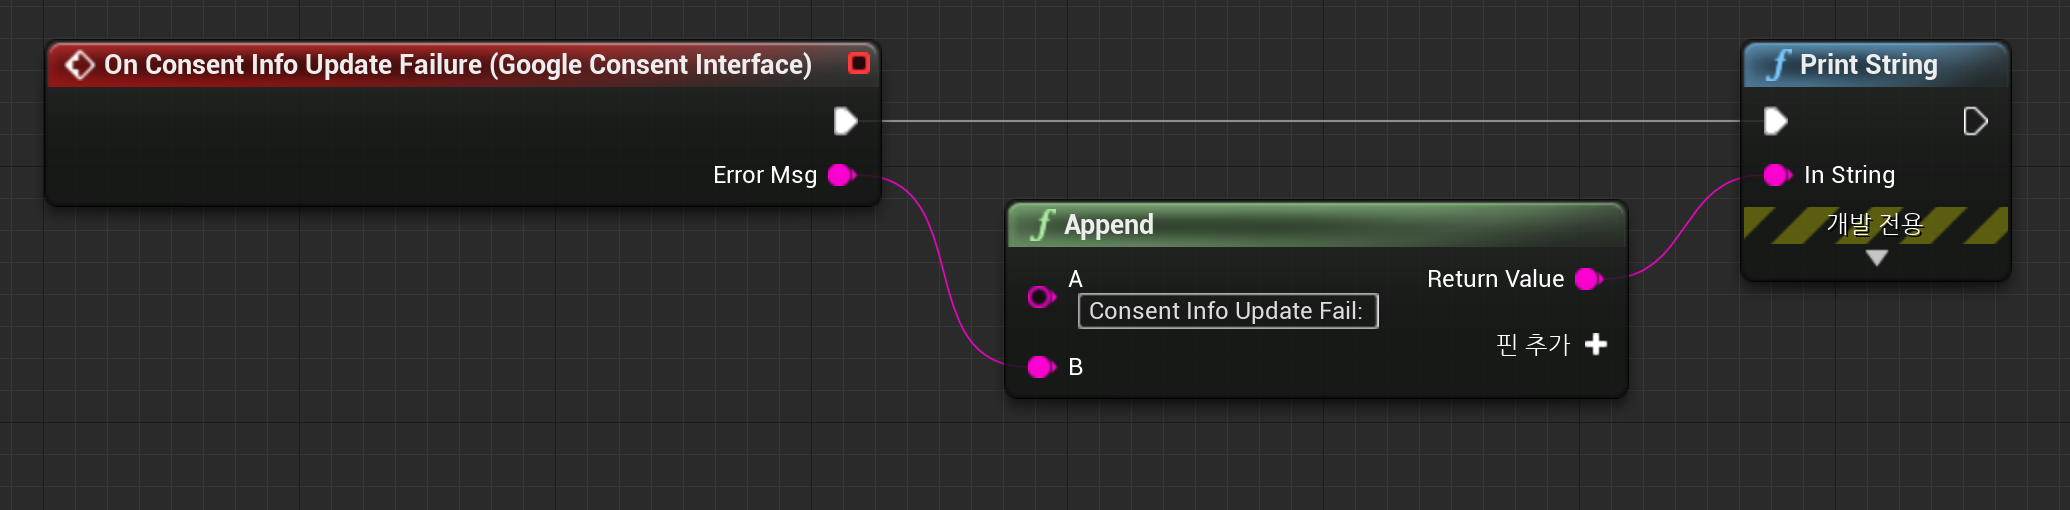 On Consent Info Update Failure (Google Consent Interface)
Error Msg
f Append
A
Consent Info Update Fail:
B
Return Value
핀 추가
f Print String
In String
개발 전용